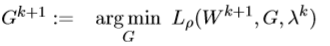 G^{k+1} := arg min_G L_ρ(W^{k+1}, G, λ^k)